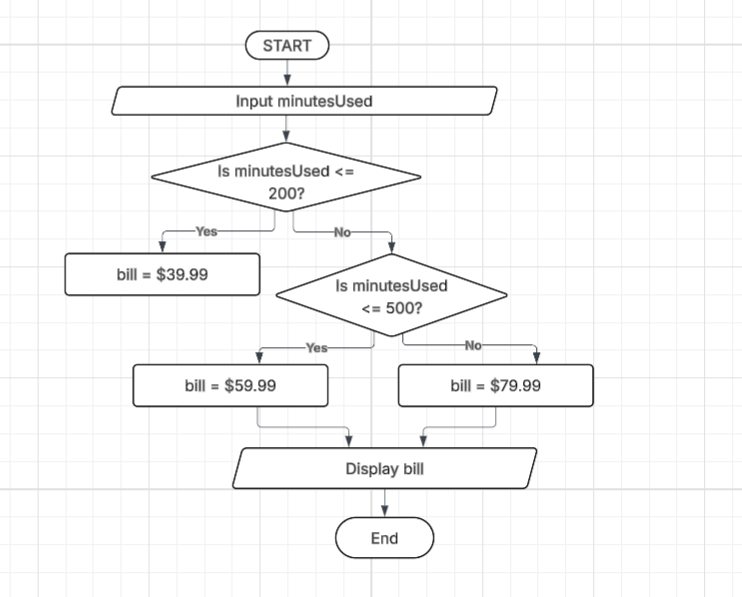 START
Input minutesUsed
Is minutesUsed <=
200?
Yes
No
bill = $39.99
Is minutesUsed
<= 500?
Yes
No
bill = $59.99
bill = $79.99
Display bill
End